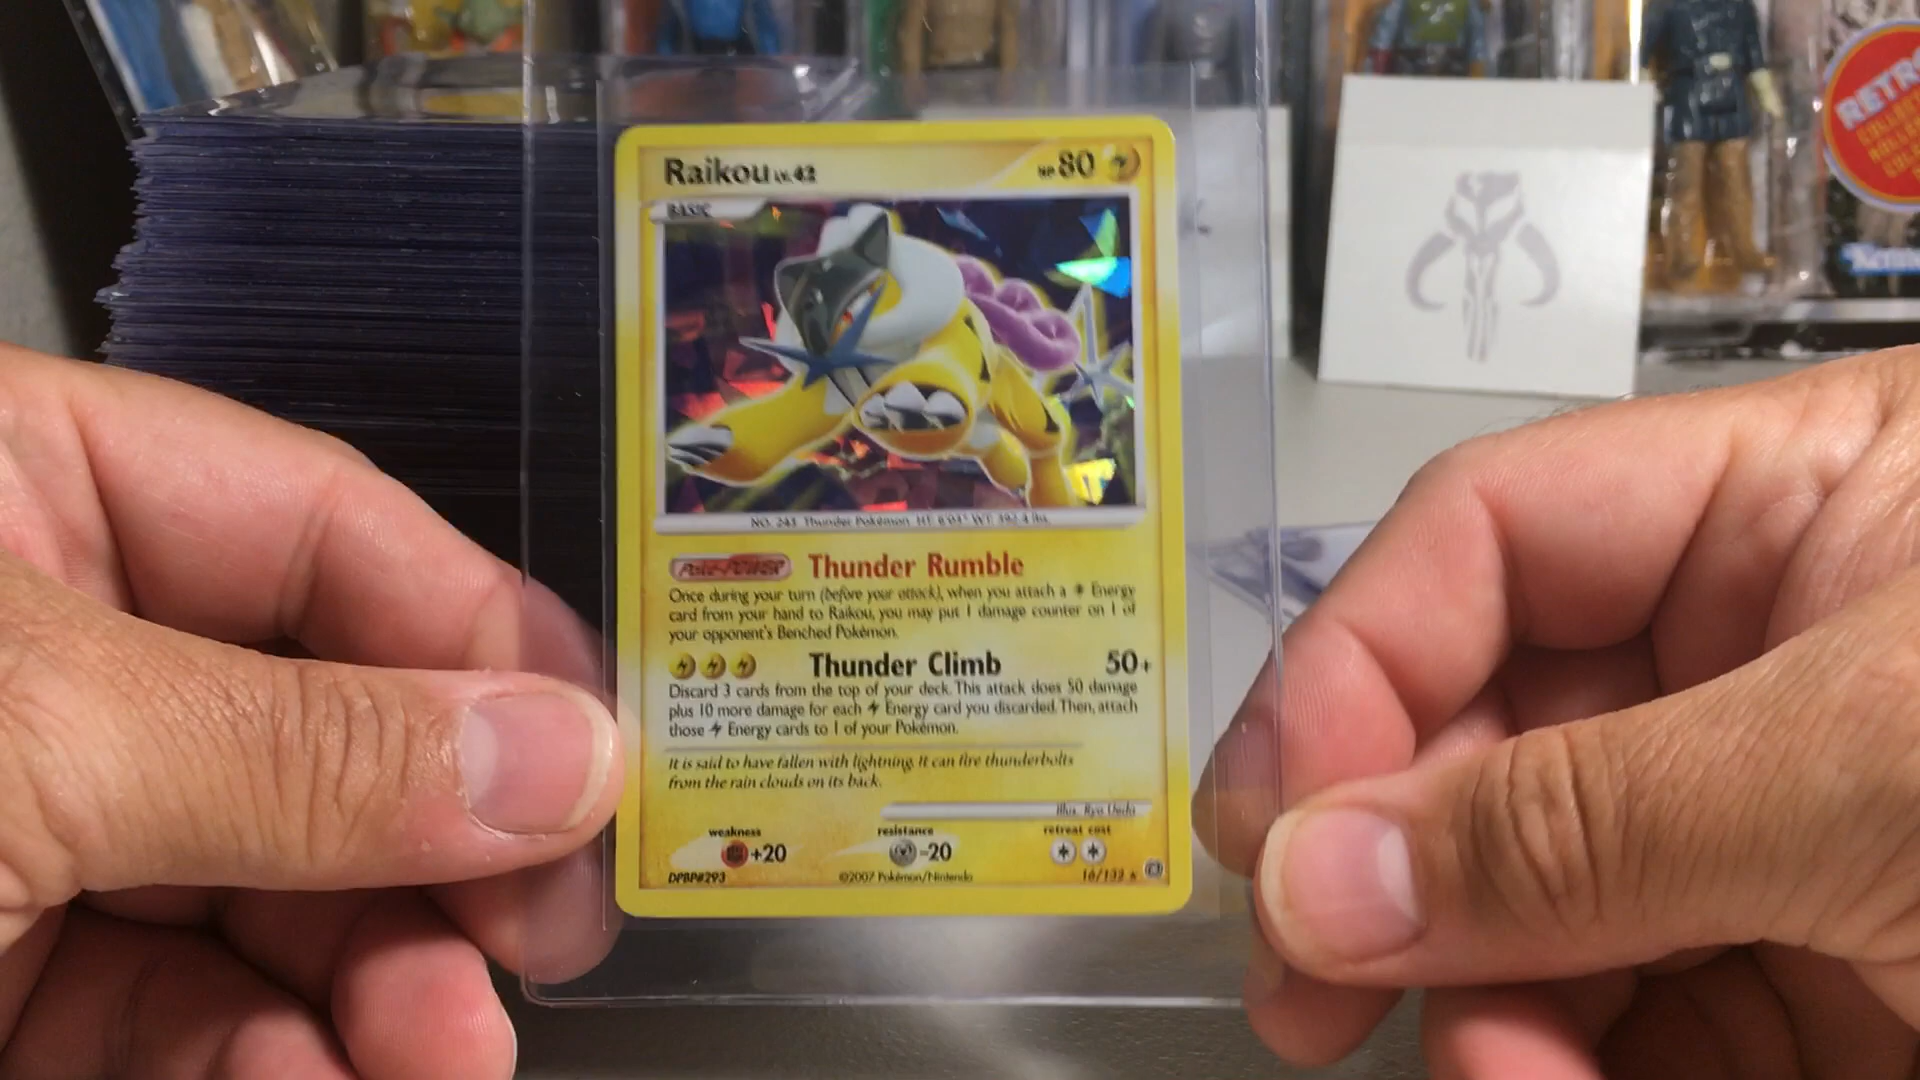 Raikou LV.42
HP 80
BASIC
NO. 243 Thunder Pokémon HT: 6'03" WT: 392.4 lbs.
Poké-POWER Thunder Rumble
Once during your turn (before your attack), when you attach a Energy
card from your hand to Raikou, you may put 1 damage counter on 1 of
your opponent's Benched Pokémon.
Thunder Climb 50+
Discard 3 cards from the top of your deck. This attack does 50 damage
plus 10 more damage for each Energy card you discarded. Then, attach
those Energy cards to 1 of your Pokémon.
It is said to have fallen with lightning. It can fire thunderbolts
from the rain clouds on its back.
Illus. Ryo Ueda
weakness resistance retreat cost
+20 -20
DPBP#293 ©2007 Pokémon/Nintendo 16/132
RETRO
Kenne